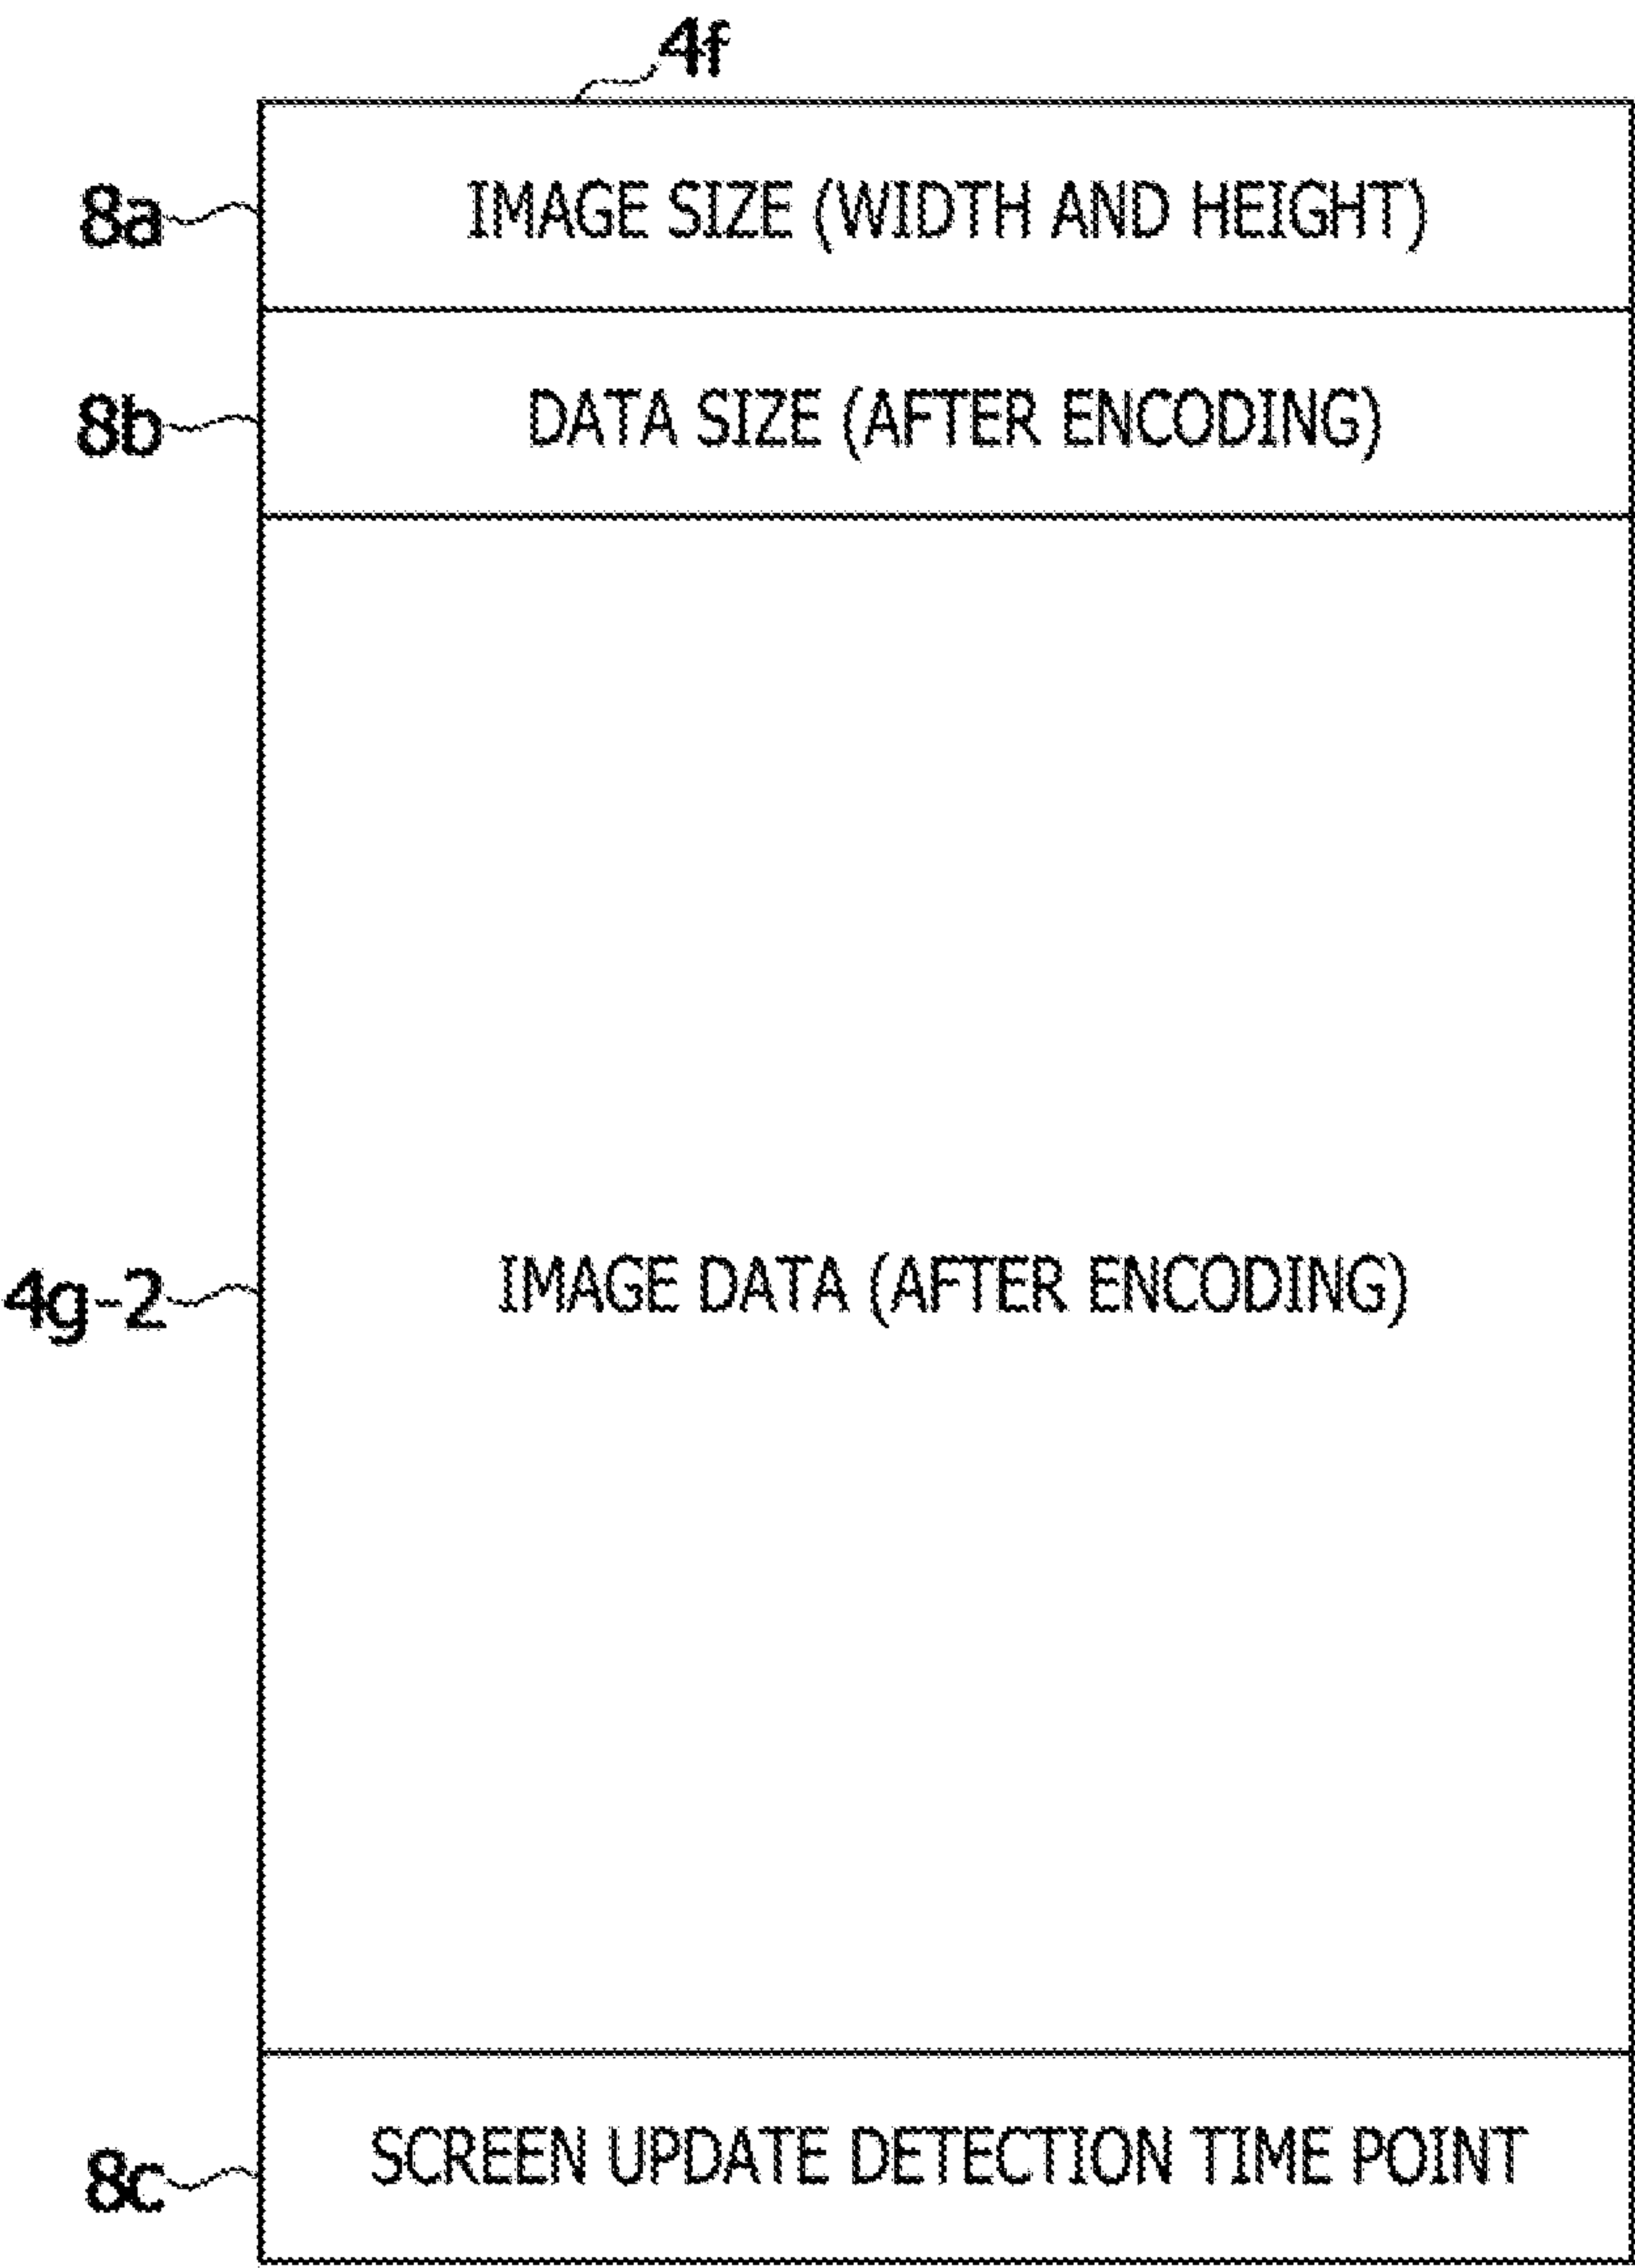 4f
8a IMAGE SIZE (WIDTH AND HEIGHT)
8b DATA SIZE (AFTER ENCODING)
4g-2 IMAGE DATA (AFTER ENCODING)
8c SCREEN UPDATE DETECTION TIME POINT